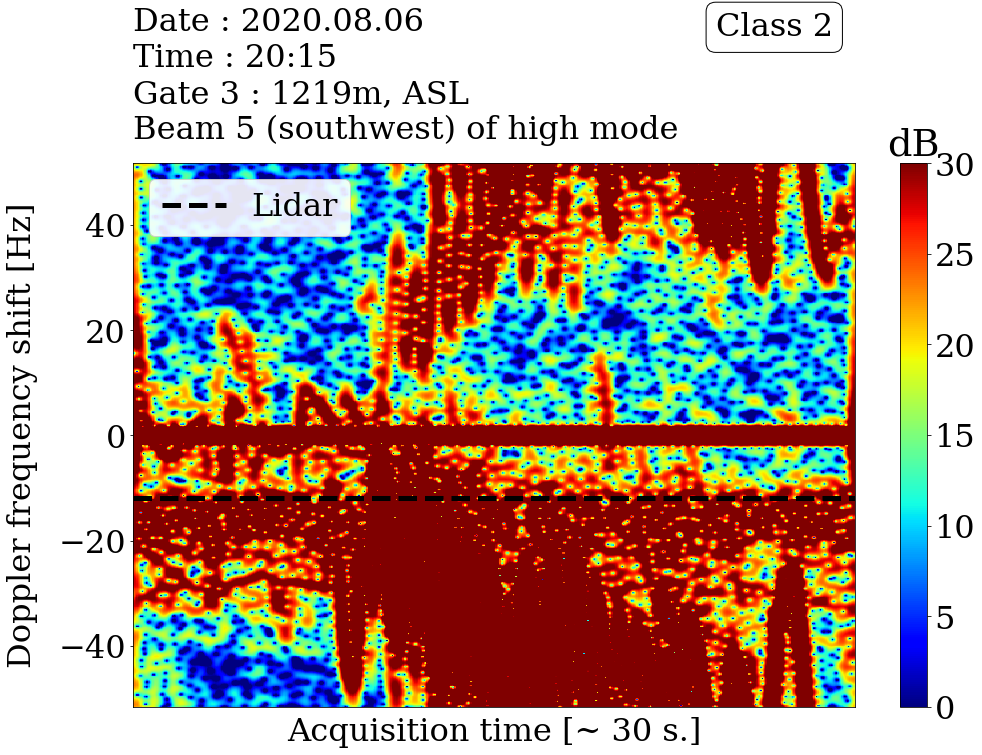 Date : 2020.08.06
Time : 20:15
Gate 3 : 1219m, ASL
Beam 5 (southwest) of high mode
Class 2
dB
Lidar
Doppler frequency shift [Hz]
40
20
0
−20
−40
Acquisition time [~ 30 s.]
30
25
20
15
10
5
0